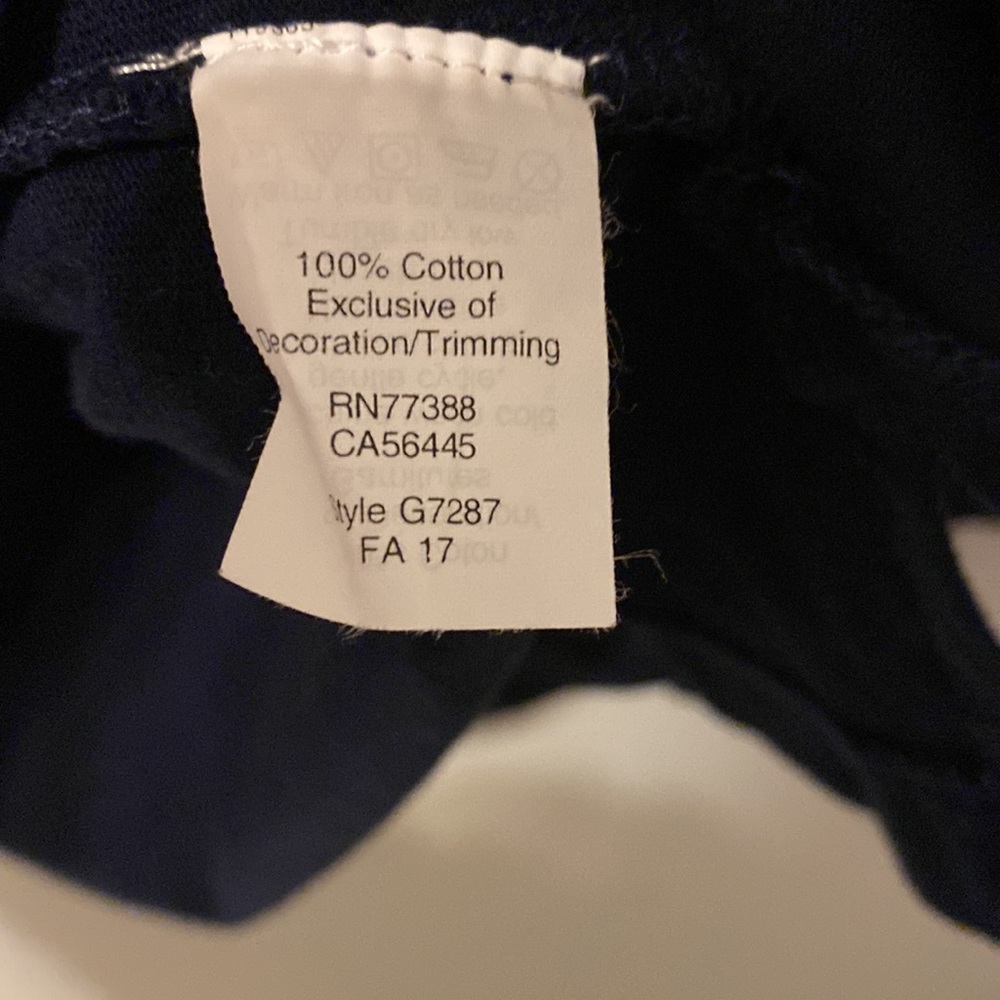 100% Cotton
Exclusive of
Decoration/Trimming
RN77388
CA56445
Style G7287
FA 17